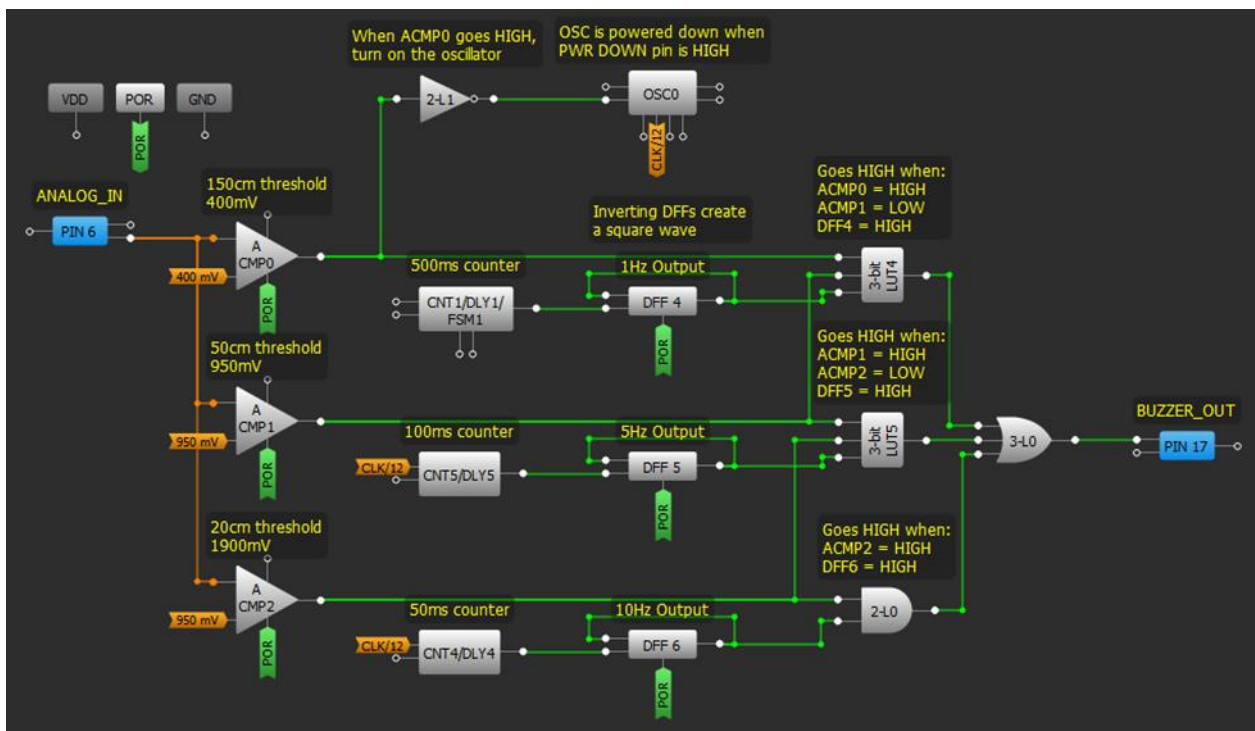 When ACMP0 goes HIGH,
turn on the oscillator
OSC is powered down when
PWR DOWN pin is HIGH
VDD
POR
GND
POR
2-L1
OSC0
CLK/12
ANALOG_IN
PIN 6
150cm threshold
400mV
A
CMP0
400 mV
POR
500ms counter
CNT1/DLY1/
FSM1
Inverting DFFs create
a square wave
1Hz Output
DFF 4
POR
Goes HIGH when:
ACMP0 = HIGH
ACMP1 = LOW
DFF4 = HIGH
3-bit
LUT4
50cm threshold
950mV
A
CMP1
950 mV
POR
100ms counter
CLK/12
CNT5/DLY5
5Hz Output
DFF 5
POR
Goes HIGH when:
ACMP1 = HIGH
ACMP2 = LOW
DFF5 = HIGH
3-bit
LUT5
3-L0
BUZZER_OUT
PIN 17
20cm threshold
1900mV
A
CMP2
950 mV
POR
50ms counter
CLK/12
CNT4/DLY4
10Hz Output
DFF 6
POR
Goes HIGH when:
ACMP2 = HIGH
DFF6 = HIGH
2-L0